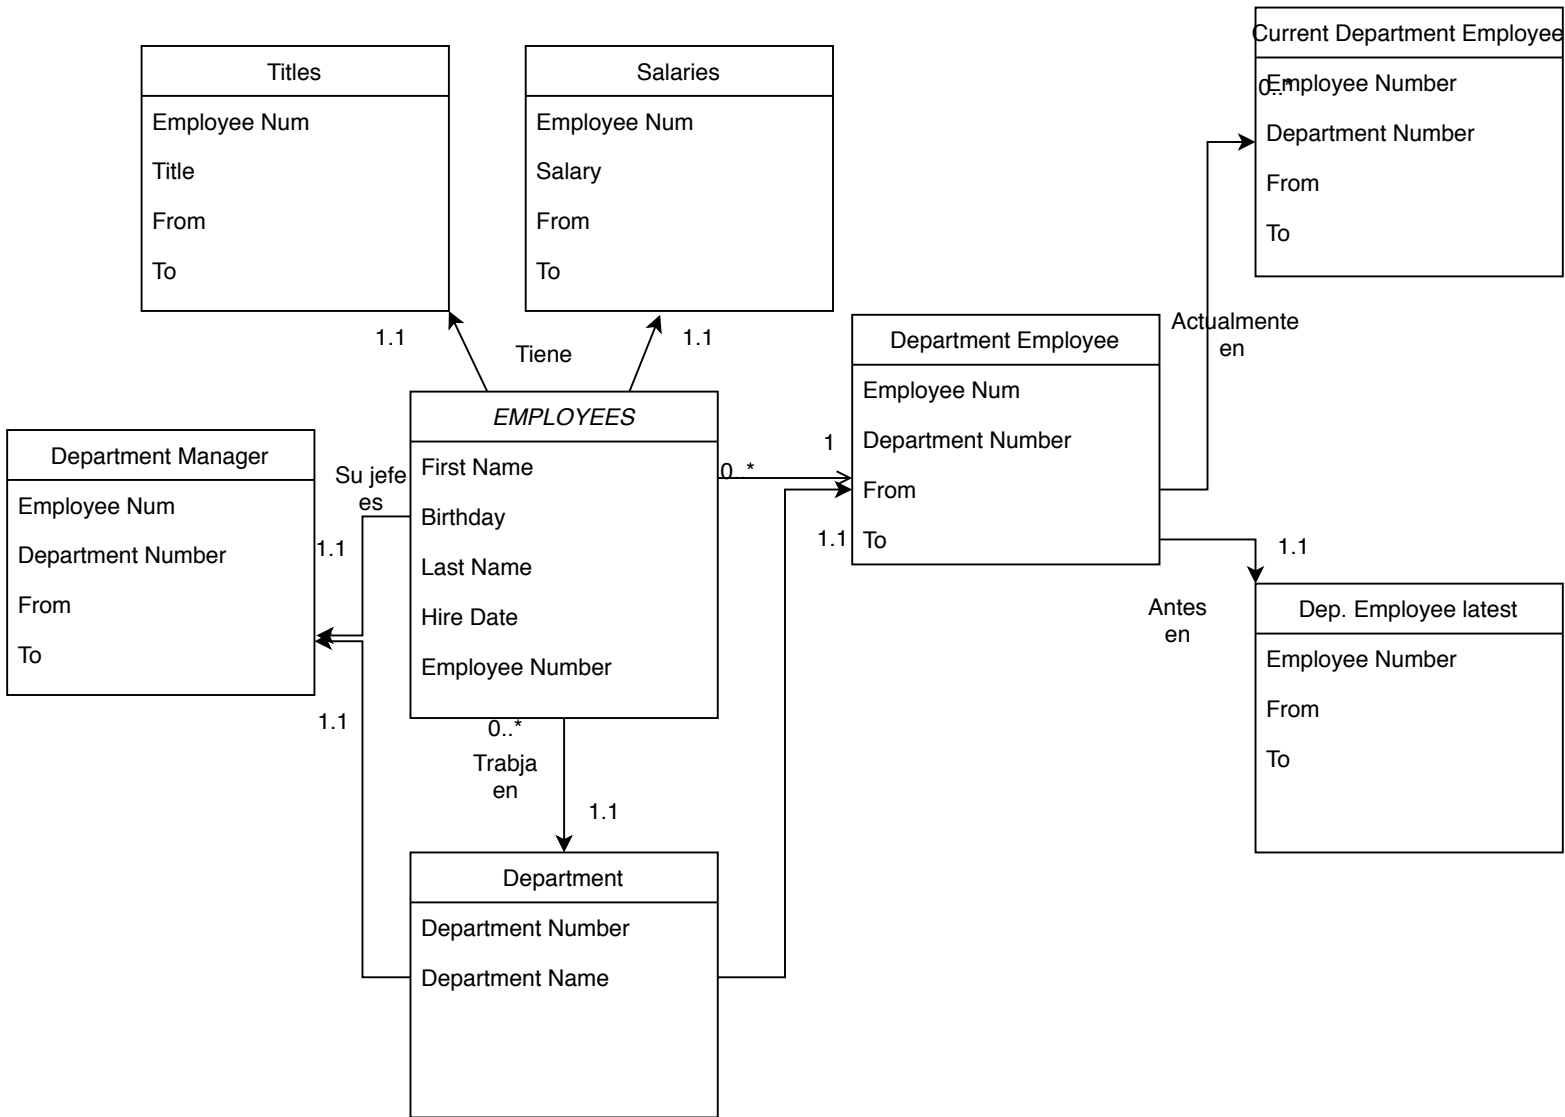 Current Department Employee
0..*
Employee Number
Department Number
From
To
Titles
Employee Num
Title
From
To
Salaries
Employee Num
Salary
From
To
1.1
Tiene
1.1
Actualmente
en
Department Employee
Employee Num
Department Number
From
To
1
0..*
1.1
EMPLOYEES
First Name
Birthday
Last Name
Hire Date
Employee Number
Su jefe
es
1.1
Department Manager
Employee Num
Department Number
From
To
1.1
1.1
Antes
en
Dep. Employee latest
Employee Number
From
To
0..*
Trabja
en
1.1
Department
Department Number
Department Name